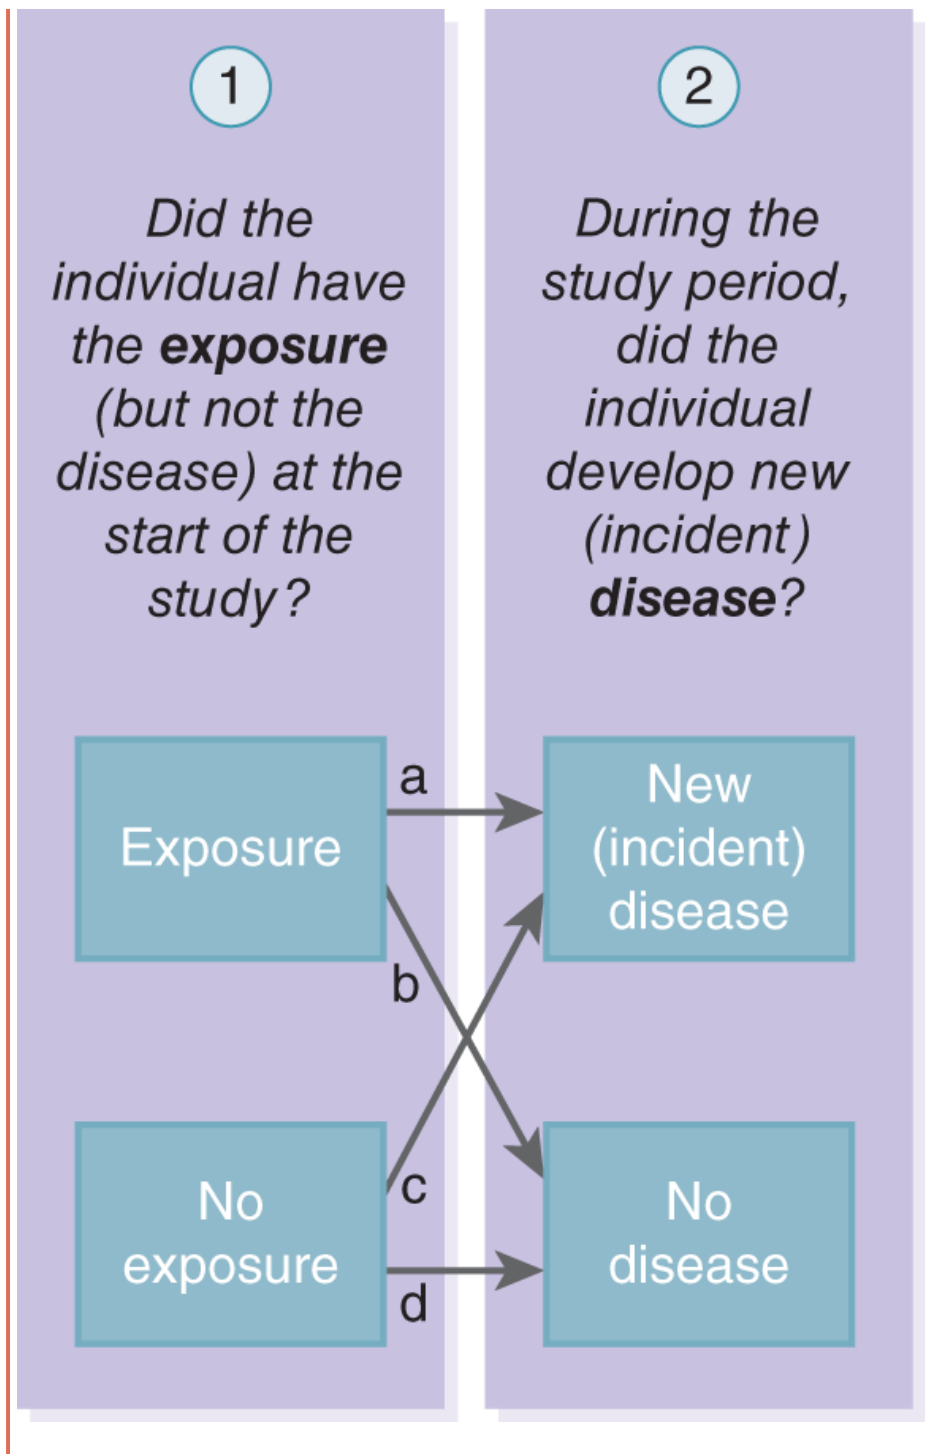 1
Did the
individual have
the exposure
(but not the
disease) at the
start of the
study?
2
During the
study period,
did the
individual
develop new
(incident)
disease?
Exposure
a
b
New
(incident)
disease
No
exposure
c
d
No
disease